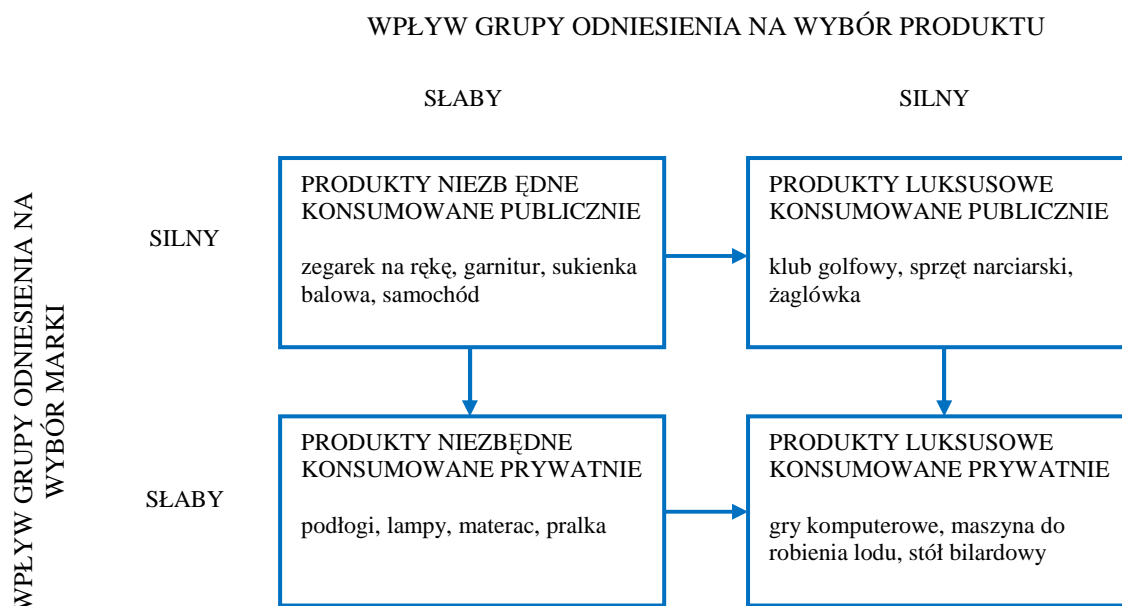 WPŁYW GRUPY ODNIESIENIA NA WYBÓR PRODUKTU
SŁABY
SILNY
WPŁYW GRUPY ODNIESIENIA NA
WYBÓR MARKI
SILNY
PRODUKTY NIEZB ĘDNE
KONSUMOWANE PUBLICZNIE
zegarek na rękę, garnitur, sukienka
balowa, samochód
PRODUKTY LUKSUSOWE
KONSUMOWANE PUBLICZNIE
klub golfowy, sprzęt narciarski,
żaglówka
SŁABY
PRODUKTY NIEZBĘDNE
KONSUMOWANE PRYWATNIE
podłogi, lampy, materac, pralka
PRODUKTY LUKSUSOWE
KONSUMOWANE PRYWATNIE
gry komputerowe, maszyna do
robienia lodu, stół bilardowy